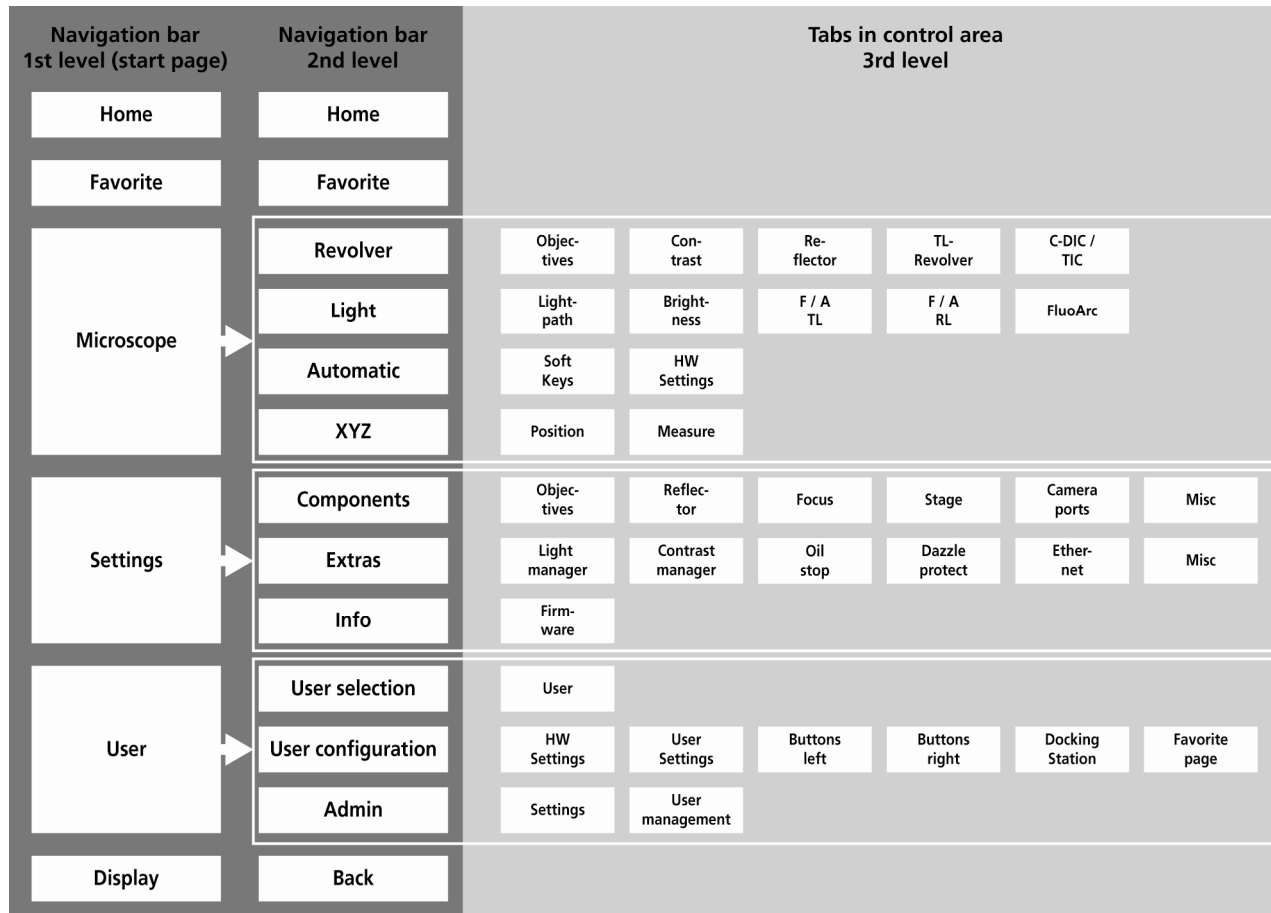 Navigation bar
1st level (start page)
Navigation bar
2nd level
Tabs in control area
3rd level
Home
Home
Favorite
Favorite
Microscope
Revolver
Objec-
tives
Con-
trast
Re-
flector
TL-
Revolver
C-DIC /
TIC
Light
Light-
path
Bright-
ness
F / A
TL
F / A
RL
FluoArc
Automatic
Soft
Keys
HW
Settings
XYZ
Position
Measure
Settings
Components
Objec-
tives
Reflec-
tor
Focus
Stage
Camera
ports
Misc
Extras
Light
manager
Contrast
manager
Oil
stop
Dazzle
protect
Ether-
net
Misc
Info
Firm-
ware
User
User selection
User
User configuration
HW
Settings
User
Settings
Buttons
left
Buttons
right
Docking
Station
Favorite
page
Admin
Settings
User
management
Display
Back